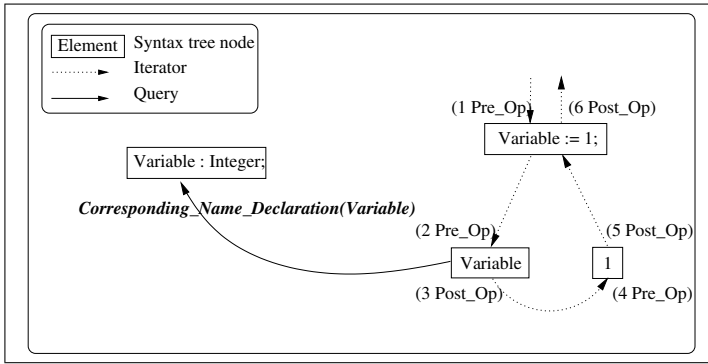 Element Syntax tree node
Iterator
Query
(1 Pre_Op) (6 Post_Op)
Variable := 1;
Variable : Integer;
Corresponding_Name_Declaration(Variable)
(2 Pre_Op) (5 Post_Op)
Variable 1
(3 Post_Op) (4 Pre_Op)